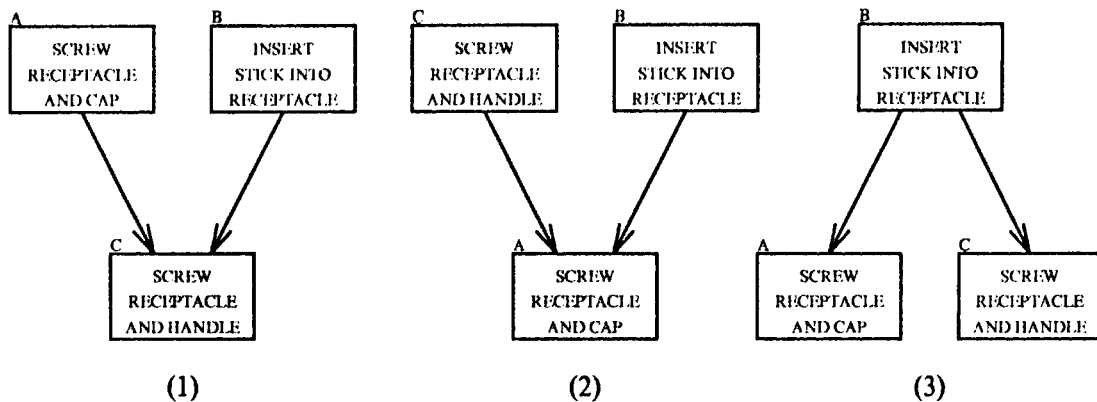 A
SCREW
RECEPTACLE
AND CAP
B
INSERT
STICK INTO
RECEPTACLE
C
SCREW
RECEPTACLE
AND HANDLE
(1)
C
SCREW
RECEPTACLE
AND HANDLE
B
INSERT
STICK INTO
RECEPTACLE
A
SCREW
RECEPTACLE
AND CAP
(2)
B
INSERT
STICK INTO
RECEPTACLE
A
SCREW
RECEPTACLE
AND CAP
C
SCREW
RECEPTACLE
AND HANDLE
(3)